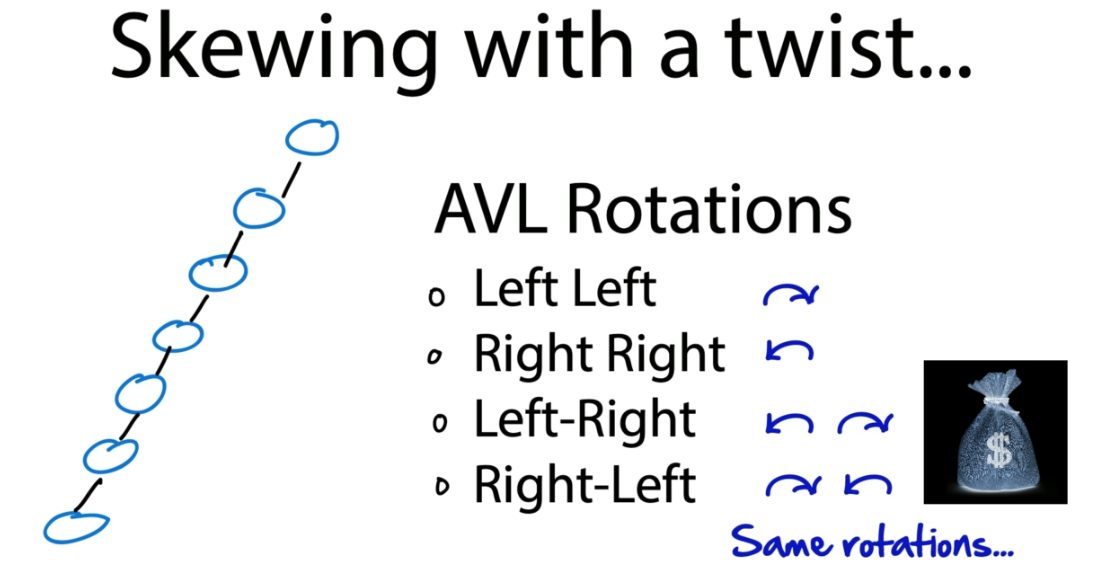 Skewing with a twist...
AVL Rotations
Left Left
Right Right
Left-Right
Right-Left
$
Same rotations...